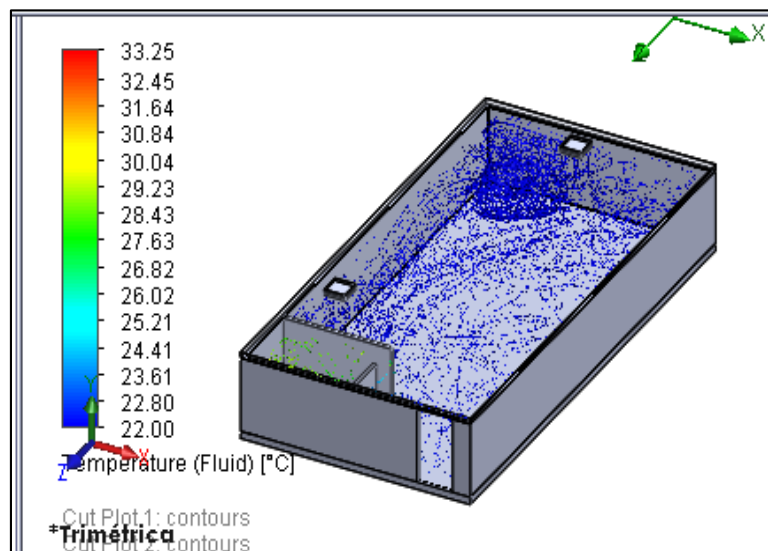 X
33.25
32.45
31.64
30.84
30.04
29.23
28.43
27.63
26.82
26.02
25.21
24.41
23.61
22.80
22.00
Y
X
Z
Temperature (Fluid) [°C]
Cut Plot 1: contours
*Trimétrica
Cut Plot 2: contours